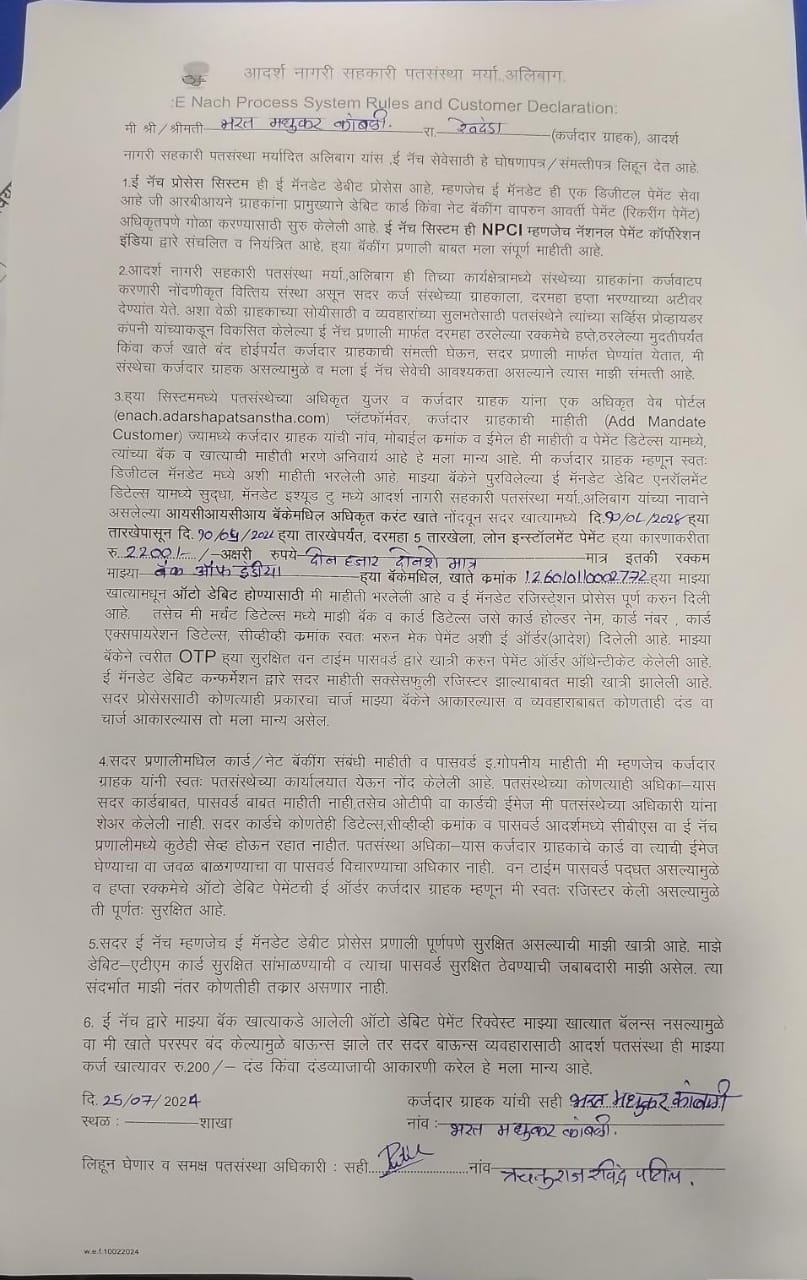 आदर्श नागरी सहकारी पतसंस्था मर्या.,अलिबाग.
:E Nach Process System Rules and Customer Declaration:
मी श्री/श्रीमती भरत मधुकर कोबळी. रा. रेवदंडा (कर्जदार ग्राहक), आदर्श
नागरी सहकारी पतसंस्था मर्यादित अलिबाग यांस ,ई नॅच सेवेसाठी हे घोषणापत्र/संमत्तीपत्र लिहून देत आहे.
1.ई नॅच प्रोसेस सिस्टम ही ई मॅनडेट डेबीट प्रोसेस आहे, म्हणजेच ई मॅनडेट ही एक डिजीटल पेमेंट सेवा
आहे जी आरबीआयने ग्राहकांना प्रामुख्याने डेबिट कार्ड किंवा नेट बॅकींग वापरुन आवर्ती पेमेंट (रिकरींग पेमेंट)
अधिकृतपणे गोळा करण्यासाठी सुरु केलेली आहे. ई नॅच सिस्टम ही NPCI म्हणजेच नॅशनल पेमेंट कॉर्पोरेशन
इंडिया द्वारे संचलित व नियंत्रित आहे, ह्या बॅकींग प्रणाली बाबत मला संपूर्ण माहीती आहे.
2.आदर्श नागरी सहकारी पतसंस्था मर्या.,अलिबाग ही तिच्या कार्यक्षेत्रामध्ये संस्थेच्या ग्राहकांना कर्जवाटप
करणारी नोंदणीकृत वित्तिय संस्था असून सदर कर्ज संस्थेच्या ग्राहकाला, दरमहा हप्ता भरण्याच्या अटीवर
देण्यांत येते. अशा वेळी ग्राहकाच्या सोयीसाठी व व्यवहारांच्या सुलभतेसाठी पतसंस्थेने त्यांच्या सर्व्हिस प्रोव्हायडर
कंपनी यांच्याकडून विकसित केलेल्या ई नॅच प्रणाली मार्फत दरमहा ठरलेल्या रक्कमेचे हप्ते,ठरलेल्या मुदतीपर्यंत
किंवा कर्ज खाते बंद होईपर्यंत कर्जदार ग्राहकाची संमत्ती घेऊन, सदर प्रणाली मार्फत घेण्यांत येतात, मी
संस्थेचा कर्जदार ग्राहक असल्यामुळे व मला ई नॅच सेवेची आवश्यकता असल्याने त्यास माझी संमत्ती आहे.
3.ह्या सिस्टिममध्ये पतसंस्थेच्या अधिकृत युजर व कर्जदार ग्राहक यांना एक अधिकृत वेब पोर्टल
(enach.adarshapatsanstha.com) प्लॅटफॉर्मवर, कर्जदार ग्राहकाची माहीती (Add Mandate
Customer) ज्यामध्ये कर्जदार ग्राहक यांची नांव, मोबाईल क्रमांक व ईमेल ही माहीती व पेमेंट डिटेल्स यामध्ये,
त्यांच्या बॅक व खात्याची माहीती भरणे अनिवार्य आहे हे मला मान्य आहे. मी कर्जदार ग्राहक म्हणून स्वतः
डिजीटल मॅनडेट मध्ये अशी माहीती भरलेली आहे. माझ्या बॅकेने पुरविलेल्या ई मॅनडेट डेबिट एनरॉलमेंट
डिटेल्स यामध्ये सुद्धा, मॅनडेट इश्यूड टु मध्ये आदर्श नागरी सहकारी पतसंस्था मर्या.,अलिबाग यांच्या नावाने
असलेल्या आयसीआयसीआय बॅकेमधिल अधिकृत करंट खाते नोंदवून सदर खात्यामध्ये दि.१०/०८/2024 ह्या
तारखेपासून दि. १०/०५/२०२८ ह्या तारखेपर्यंत, दरमहा 5 तारखेला, लोन इन्स्टॉलमेंट पेमेंट ह्या कारणाकरीता
रु. 2200/-/-अक्षरी रुपये- दोन हजार दोनशे मात्र मात्र इतकी रक्कम
माझ्या बँक ऑफ इंडिया ह्या बॅकेमधिल, खाते क्रमांक 126010110002772 ह्या माझ्या
खात्यामधून ऑटो डेबिट होण्यासाठी मी माहीती भरलेली आहे व ई मॅनडेट रजिस्टेशन प्रोसेस पूर्ण करुन दिली
आहे. तसेच मी मर्चंट डिटेल्स मध्ये माझी बॅक व कार्ड डिटेल्स जसे कार्ड होल्डर नेम, कार्ड नंबर , कार्ड
एक्सपायरेशन डिटेल्स, सीव्हीव्ही क्रमांक स्वतः भरुन मेक पेमेंट अशी ई ऑर्डर(आदेश) दिलेली आहे. माझ्या
बॅकेने त्वरीत OTP ह्या सुरक्षित वन टाईम पासवर्ड द्वारे खात्री करुन पेमेंट ऑर्डर ऑथेन्टीकेट केलेली आहे.
ई मॅनडेट डेबिट कन्फर्मेशन द्वारे सदर माहीती सक्सेसफुली रजिस्टर झाल्याबाबत माझी खात्री झालेली आहे.
सदर प्रोसेससाठी कोणत्याही प्रकारचा चार्ज माझ्या बॅकेने आकारल्यास व व्यवहाराबाबत कोणताही दंड वा
चार्ज आकारल्यास तो मला मान्य असेल.
4.सदर प्रणालीमधिल कार्ड/नेट बॅकींग संबंधी माहीती व पासवर्ड इ.गोपनीय माहीती मी म्हणजेच कर्जदार
ग्राहक यांनी स्वतः पतसंस्थेच्या कार्यालयात येऊन नोंद केलेली आहे. पतसंस्थेच्या कोणत्याही अधिका–यास
सदर कार्डबाबत, पासवर्ड बाबत माहीती नाही,तसेच ओटीपी वा कार्डची ईमेज मी पतसंस्थेच्या अधिकारी यांना
शेअर केलेली नाही. सदर कार्डचे कोणतेही डिटेल्स,सीव्हीव्ही क्रमांक व पासवर्ड आदर्शमध्ये सीबीएस वा ई नॅच
प्रणालीमध्ये कुठेही सेव्ह होऊन रहात नाहीत. पतसंस्था अधिका–यास कर्जदार ग्राहकाचे कार्ड वा त्याची ईमेज
घेण्याचा वा जवळ बाळगण्याचा वा पासवर्ड विचारण्याचा अधिकार नाही. वन टाईम पासवर्ड पद्धत असल्यामुळे
व हप्ता रक्कमेचे ऑटो डेबिट पेमेंटची ई ऑर्डर कर्जदार ग्राहक म्हणून मी स्वतः रजिस्टर केली असल्यामुळे
ती पूर्णतः सुरक्षित आहे.
5.सदर ई नॅच म्हणजेच ई मॅनडेट डेबीट प्रोसेस प्रणाली पूर्णपणे सुरक्षित असल्याची माझी खात्री आहे. माझे
डेबिट–एटीएम कार्ड सुरक्षित सांभाळण्याची व त्याचा पासवर्ड सुरक्षित ठेवण्याची जबाबदारी माझी असेल. त्या
संदर्भात माझी नंतर कोणतीही तक्रार असणार नाही.
6. ई नॅच द्वारे माझ्या बॅक खात्याकडे आलेली ऑटो डेबिट पेमेंट रिक्वेस्ट माझ्या खात्यात बॅलन्स नसल्यामुळे
वा मी खाते परस्पर बंद केल्यामुळे बाऊन्स झाले तर सदर बाऊन्स व्यवहारासाठी आदर्श पतसंस्था ही माझ्या
कर्ज खात्यावर रु.200/– दंड किंवा दंडव्याजाची आकारणी करेल हे मला मान्य आहे.
दि. 25/07/2024 कर्जदार ग्राहक यांची सही भरत मधुकर कोबळी
स्थळ : शाखा नांव : भरत मधुकर कोबळी.
लिहून घेणार व समक्ष पतसंस्था अधिकारी : सही नांव रविंद्र पाटील.
w.e.f.10022024